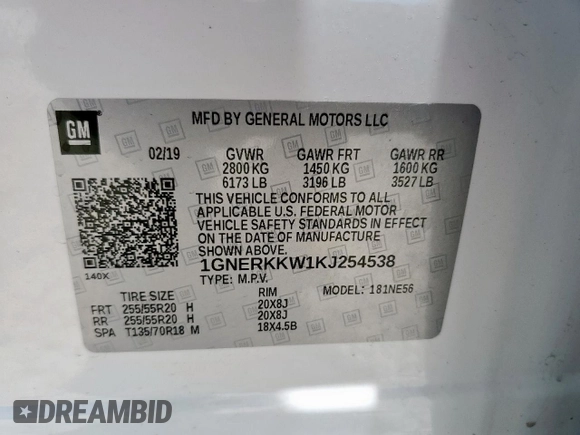 GM
MFD BY GENERAL MOTORS LLC
02/19 GVWR GAWR FRT GAWR RR
2800 KG 1450 KG 1600 KG
6173 LB 3196 LB 3527 LB
THIS VEHICLE CONFORMS TO ALL
APPLICABLE U.S. FEDERAL MOTOR
VEHICLE SAFETY STANDARDS IN EFFECT
ON THE DATE OF MANUFACTURE
SHOWN ABOVE.
1GNERKKW1KJ254538
140X
TYPE: M.P.V. MODEL: 181NE56
TIRE SIZE RIM
FRT 255/55R20 H 20X8J
RR 255/55R20 H 20X8J
SPA T135/70R18 M 18X4.5B
DREAMBID